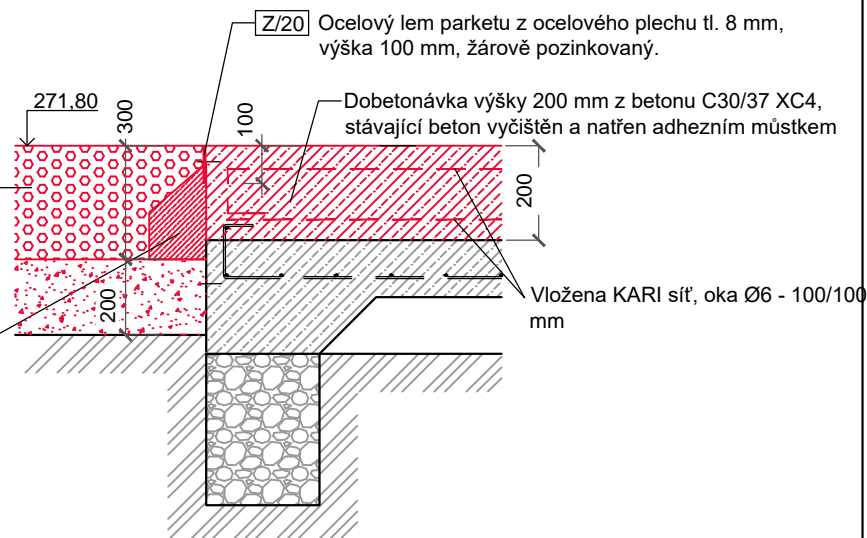 Z/20 Ocelový lem parketu z ocelového plechu tl. 8 mm,
výška 100 mm, žárově pozinkovaný.
271,80
300
100
Dobetonávka výšky 200 mm z betonu C30/37 XC4,
stávající beton vyčištěn a natřen adhezním můstkem
200
200
Vložena KARI síť, oka Ø6 - 100/100
mm